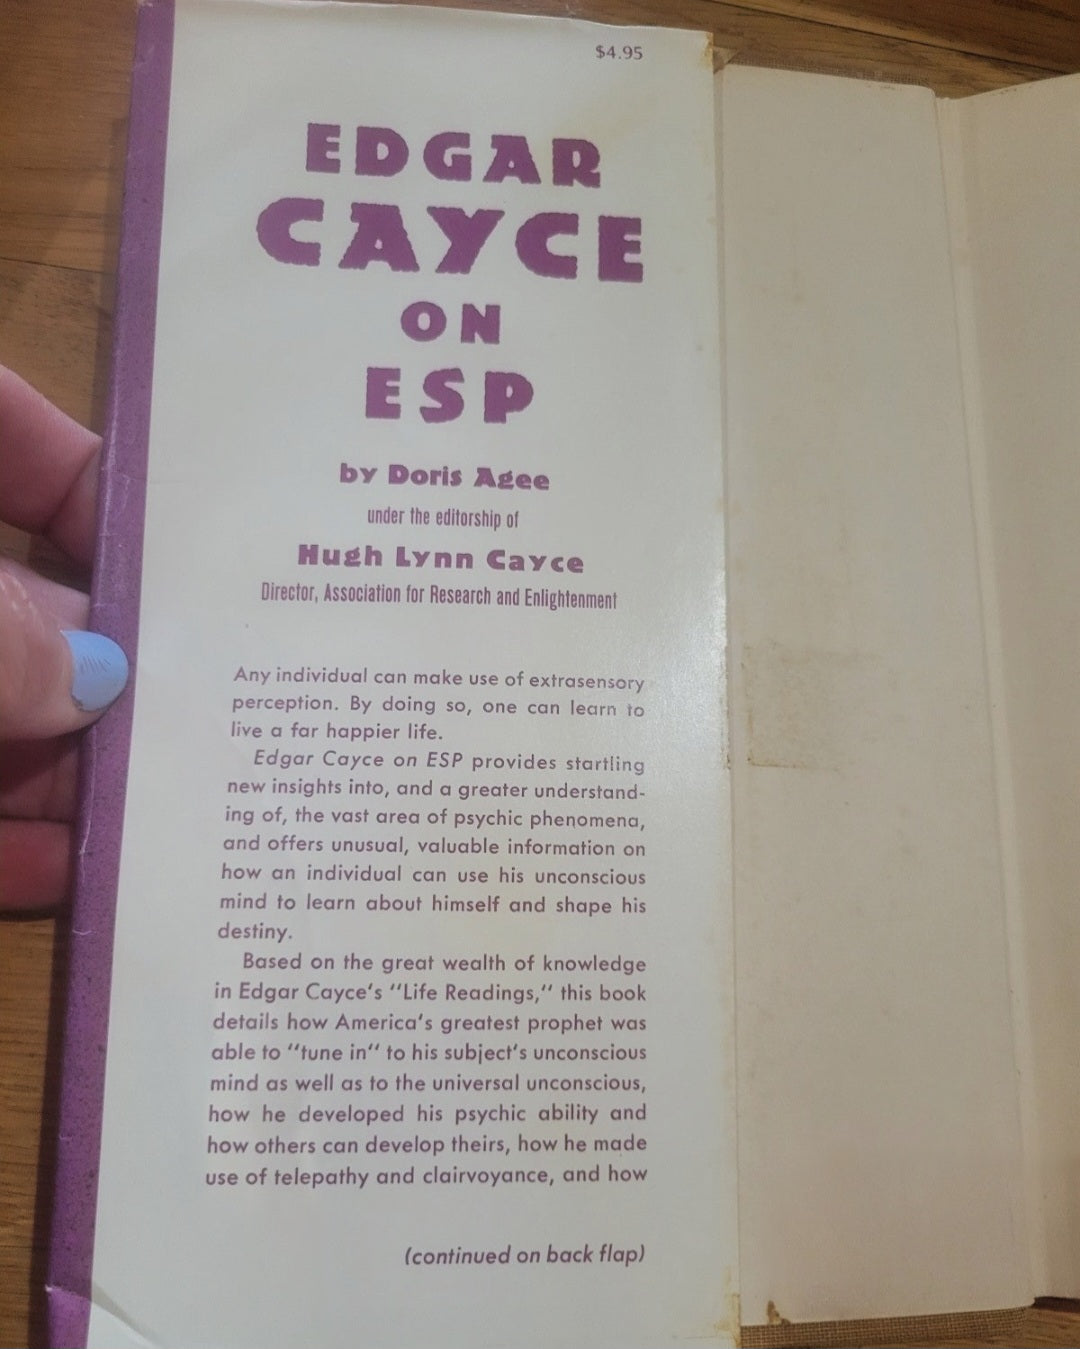 $4.95
EDGAR
CAYCE
ON
ESP
by Doris Agee
under the editorship of
Hugh Lynn Cayce
Director, Association for Research and Enlightenment
Any individual can make use of extrasensory
perception. By doing so, one can learn to
live a far happier life.
Edgar Cayce on ESP provides startling
new insights into, and a greater understand-
ing of, the vast area of psychic phenomena,
and offers unusual, valuable information on
how an individual can use his unconscious
mind to learn about himself and shape his
destiny.
Based on the great wealth of knowledge
in Edgar Cayce's "Life Readings," this book
details how America's greatest prophet was
able to "tune in" to his subject's unconscious
mind as well as to the universal unconscious,
how he developed his psychic ability and
how others can develop theirs, how he made
use of telepathy and clairvoyance, and how
(continued on back flap)